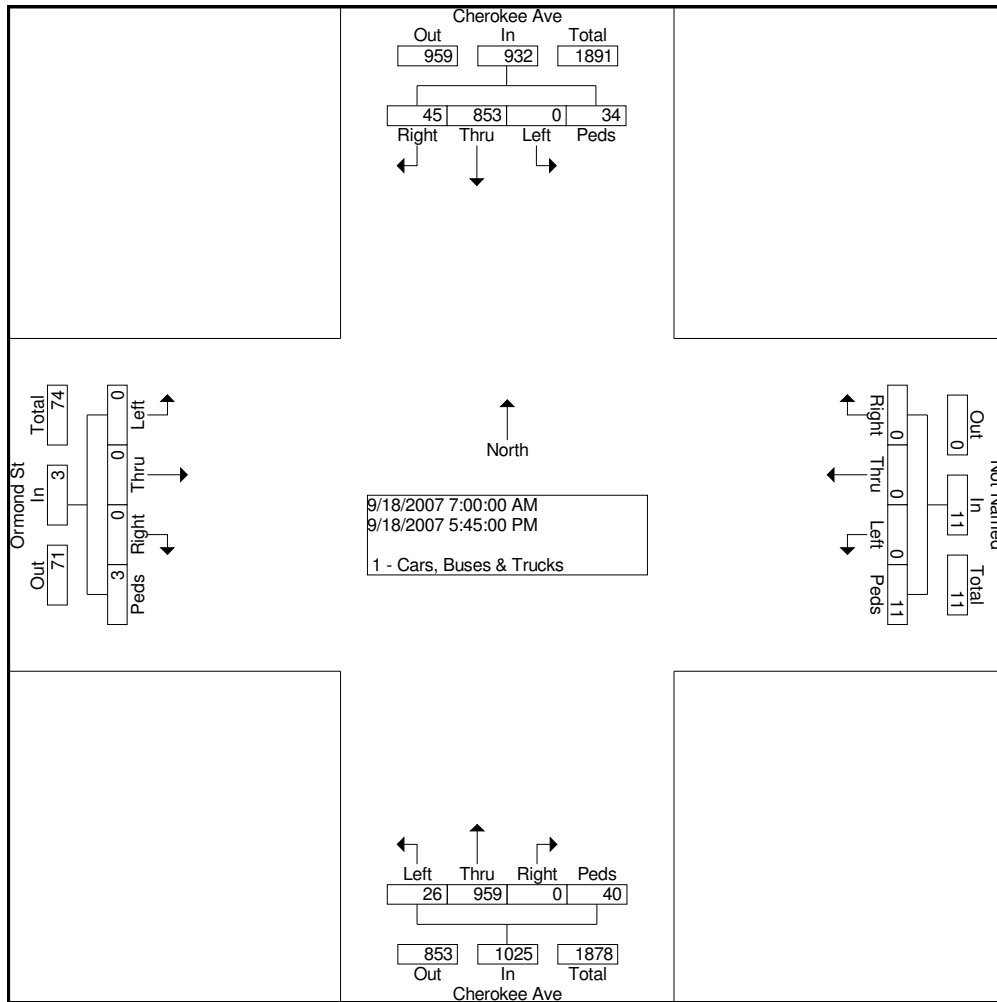 Cherokee Ave
Out In Total
959 932 1891
45 853 0 34
Right Thru Left Peds
Ormond St
Total In Out
74 3 71
0 0 0 3
Left Thru Right Peds
North
9/18/2007 7:00:00 AM
9/18/2007 5:45:00 PM
1 - Cars, Buses & Trucks
Right Thru Left Peds
0 0 0 11
Out In Total
0 11 11
Not Named
Left Thru Right Peds
26 959 0 40
853 1025 1878
Out In Total
Cherokee Ave